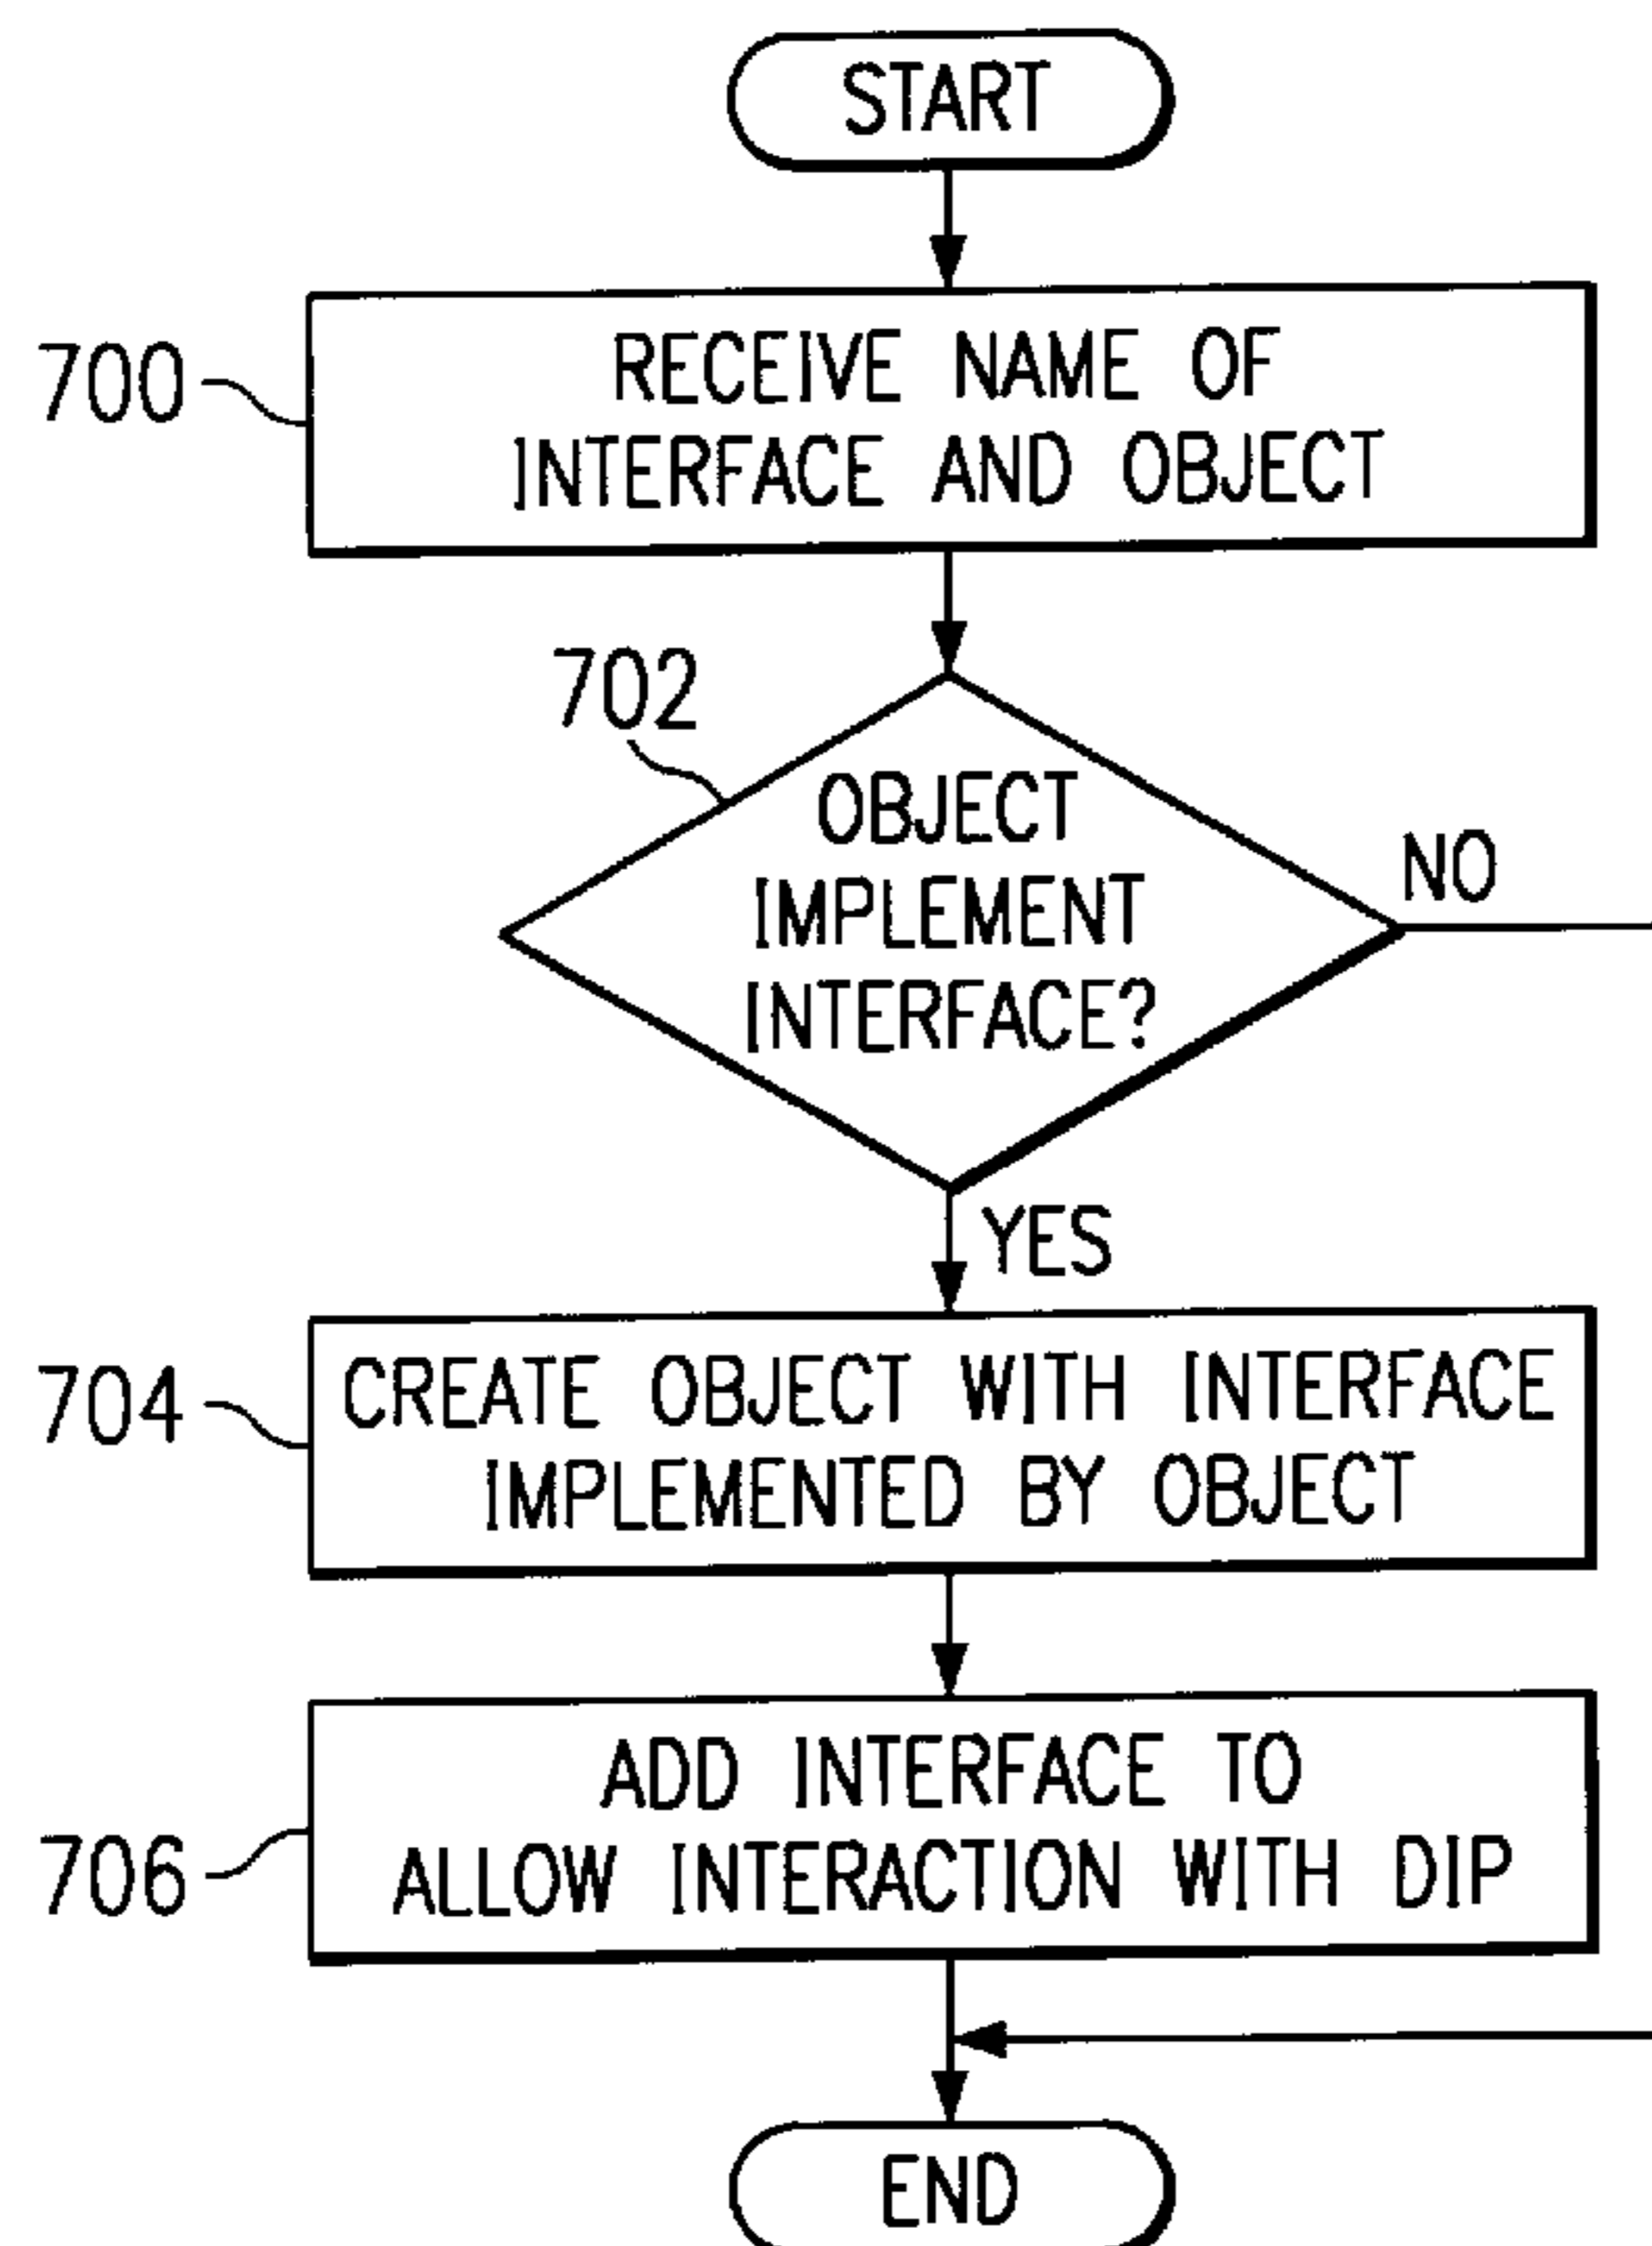 START
700
RECEIVE NAME OF
INTERFACE AND OBJECT
702
OBJECT
IMPLEMENT
INTERFACE?
NO
YES
704
CREATE OBJECT WITH INTERFACE
IMPLEMENTED BY OBJECT
706
ADD INTERFACE TO
ALLOW INTERACTION WITH DIP
END